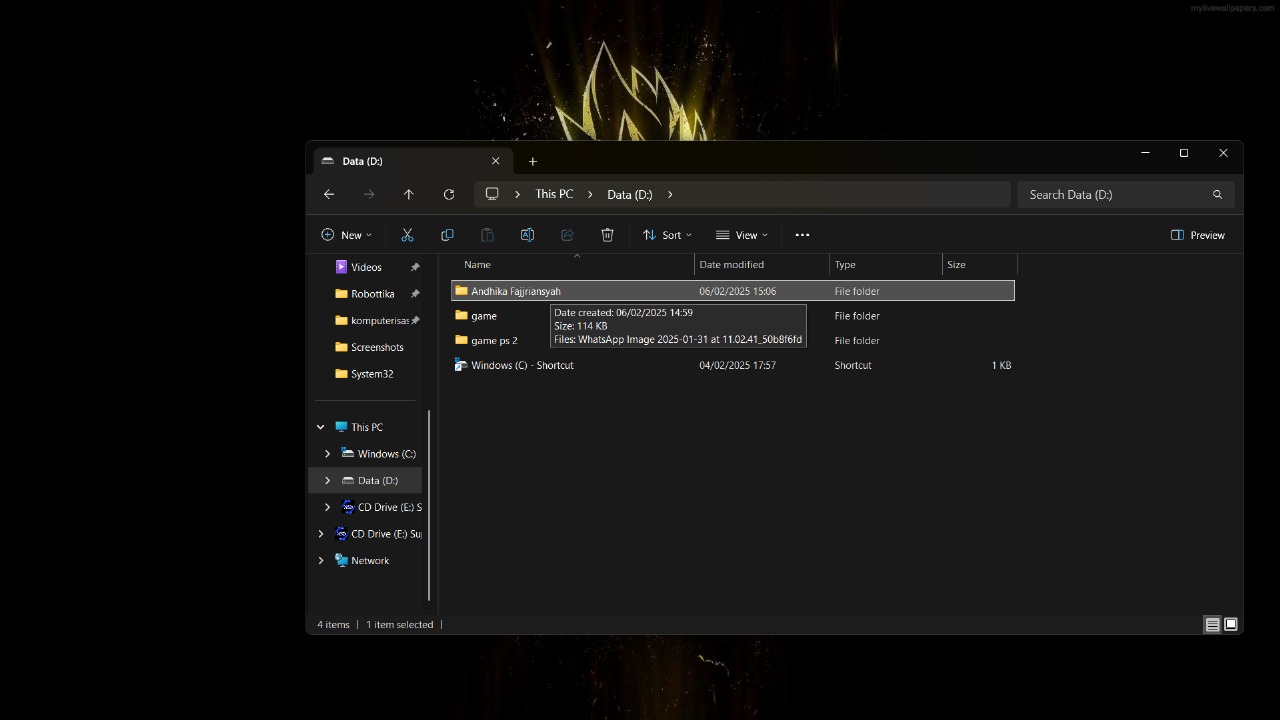 mylivewallpapers.com
Data (D:)
This PC
Data (D:)
Search Data (D:)
New
Sort
View
Preview
Name
Date modified
Type
Size
Videos
Robottika
komputerisas
Screenshots
System32
This PC
Windows (C:)
Data (D:)
CD Drive (E:) S
CD Drive (E:) Su
Network
Andhika Fajjriansyah 06/02/2025 15:06 File folder
game File folder
game ps 2 File folder
Windows (C) - Shortcut 04/02/2025 17:57 Shortcut 1 KB
Date created: 06/02/2025 14:59
Size: 114 KB
Files: WhatsApp Image 2025-01-31 at 11.02.41_50b8f6fd
4 items
1 item selected